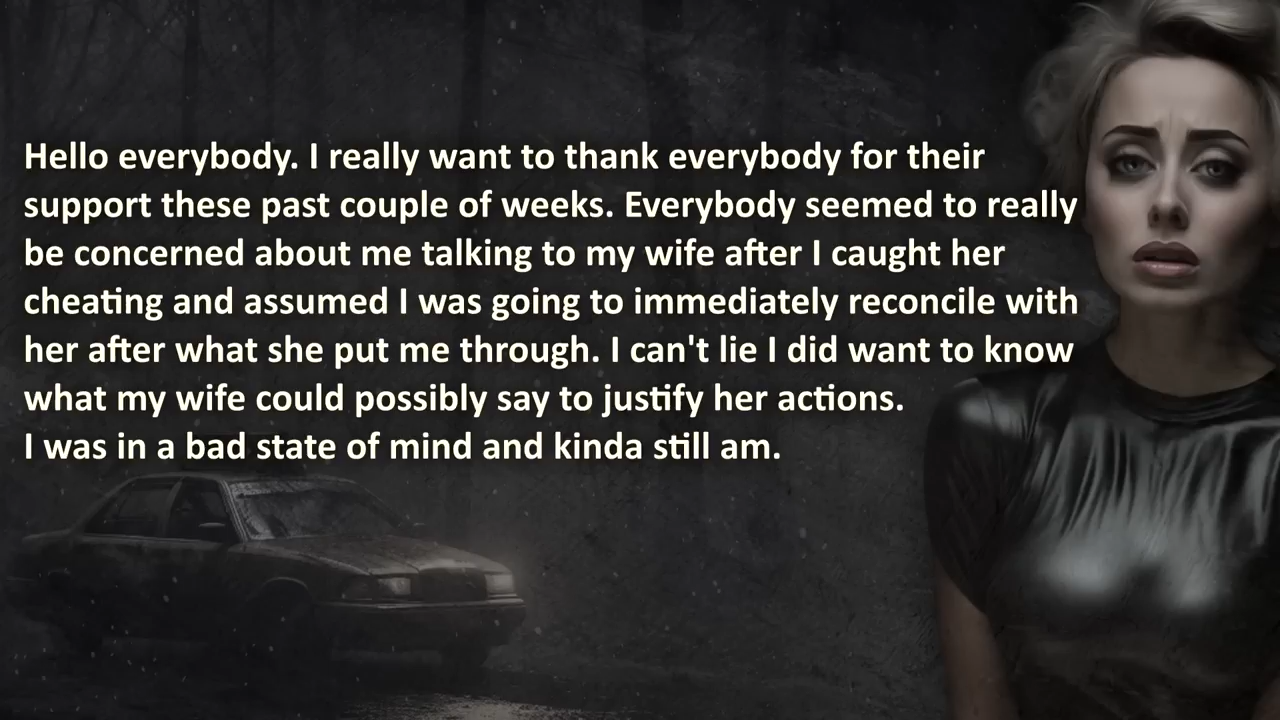 Hello everybody. I really want to thank everybody for their
support these past couple of weeks. Everybody seemed to really
be concerned about me talking to my wife after I caught her
cheating and assumed I was going to immediately reconcile with
her after what she put me through. I can't lie I did want to know
what my wife could possibly say to justify her actions.
I was in a bad state of mind and kinda still am.